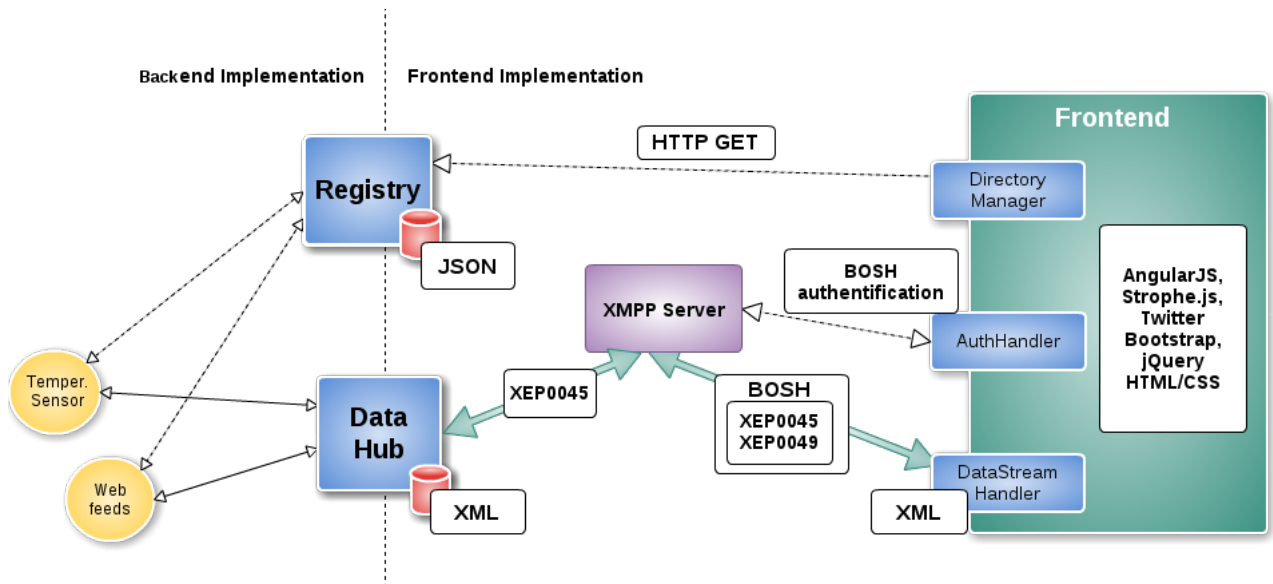 Backend Implementation
Frontend Implementation
Frontend
HTTP GET
Registry
Directory
Manager
JSON
BOSH
authentification
AngularJS,
Strophe.js,
Twitter
Bootstrap,
jQuery
HTML/CSS
XMPP Server
AuthHandler
Temper.
Sensor
XEP0045
BOSH
XEP0045
XEP0049
Data
Hub
DataStream
Handler
Web
feeds
XML
XML